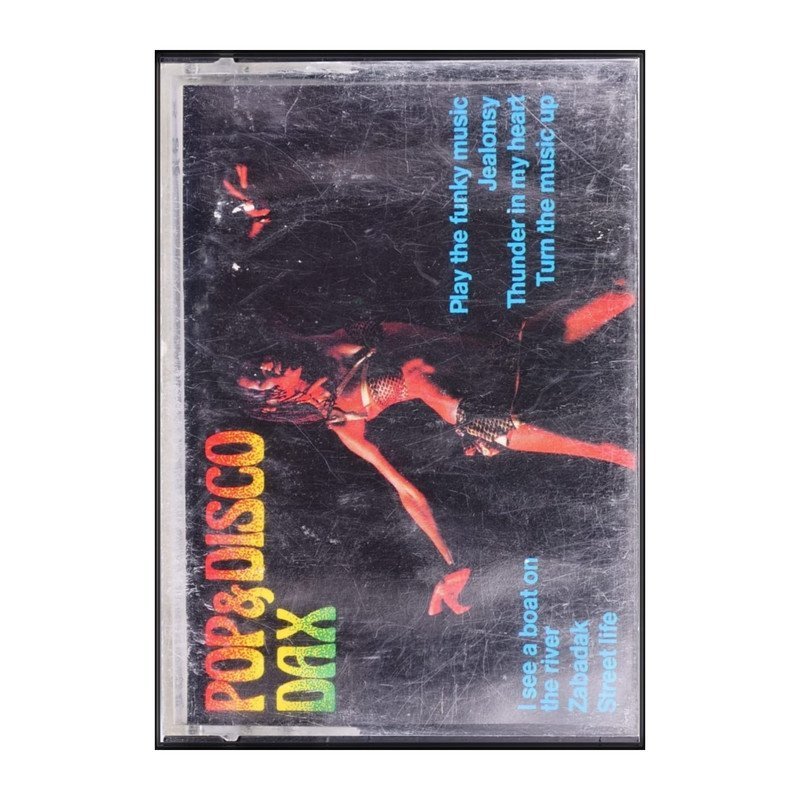 POP & DISCO
DAX
Play the funky music
Jealonsy
Thunder in my heart
Turn the music up
I see a boat on
the river
Zabadak
Street life